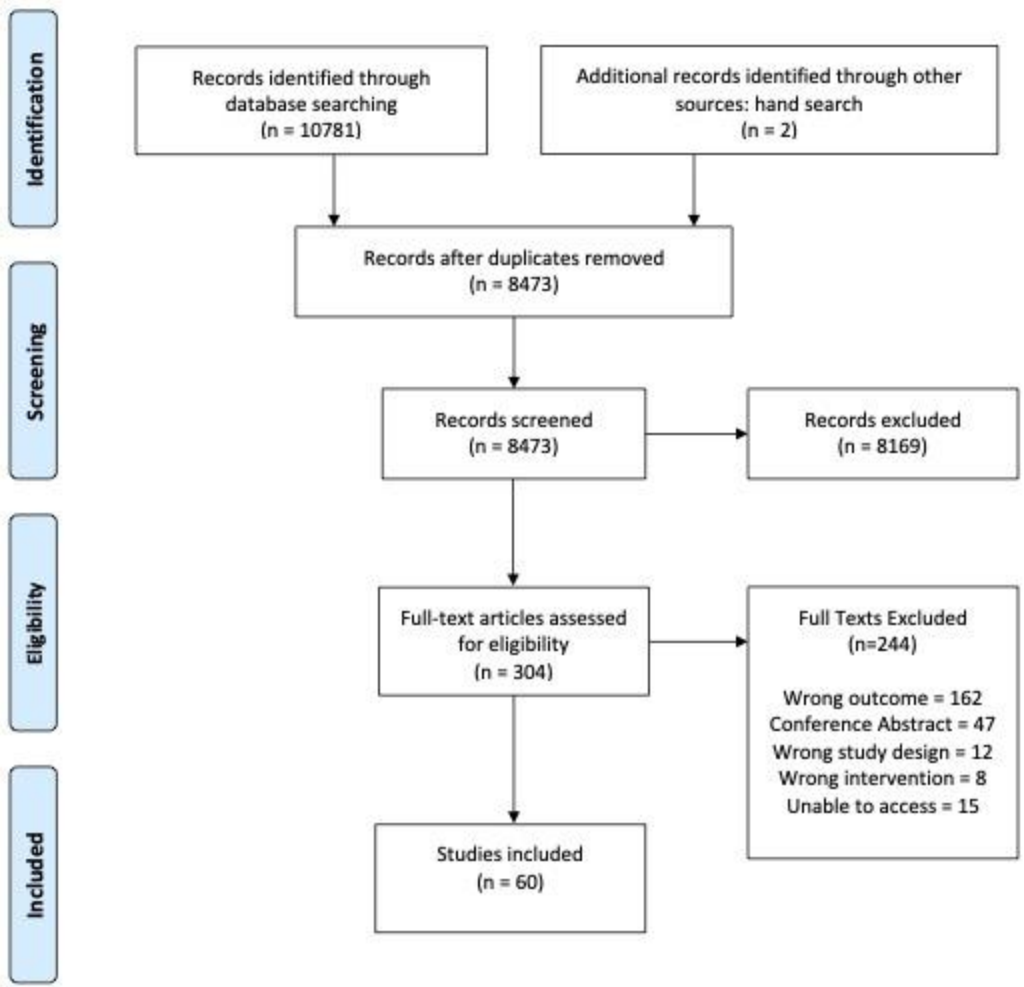 Identification
Records identified through
database searching
(n = 10781)
Additional records identified through other
sources: hand search
(n = 2)
Records after duplicates removed
(n = 8473)
Screening
Records screened
(n = 8473)
Records excluded
(n = 8169)
Eligibility
Full-text articles assessed
for eligibility
(n = 304)
Full Texts Excluded
(n=244)
Wrong outcome = 162
Conference Abstract = 47
Wrong study design = 12
Wrong intervention = 8
Unable to access = 15
Included
Studies included
(n = 60)